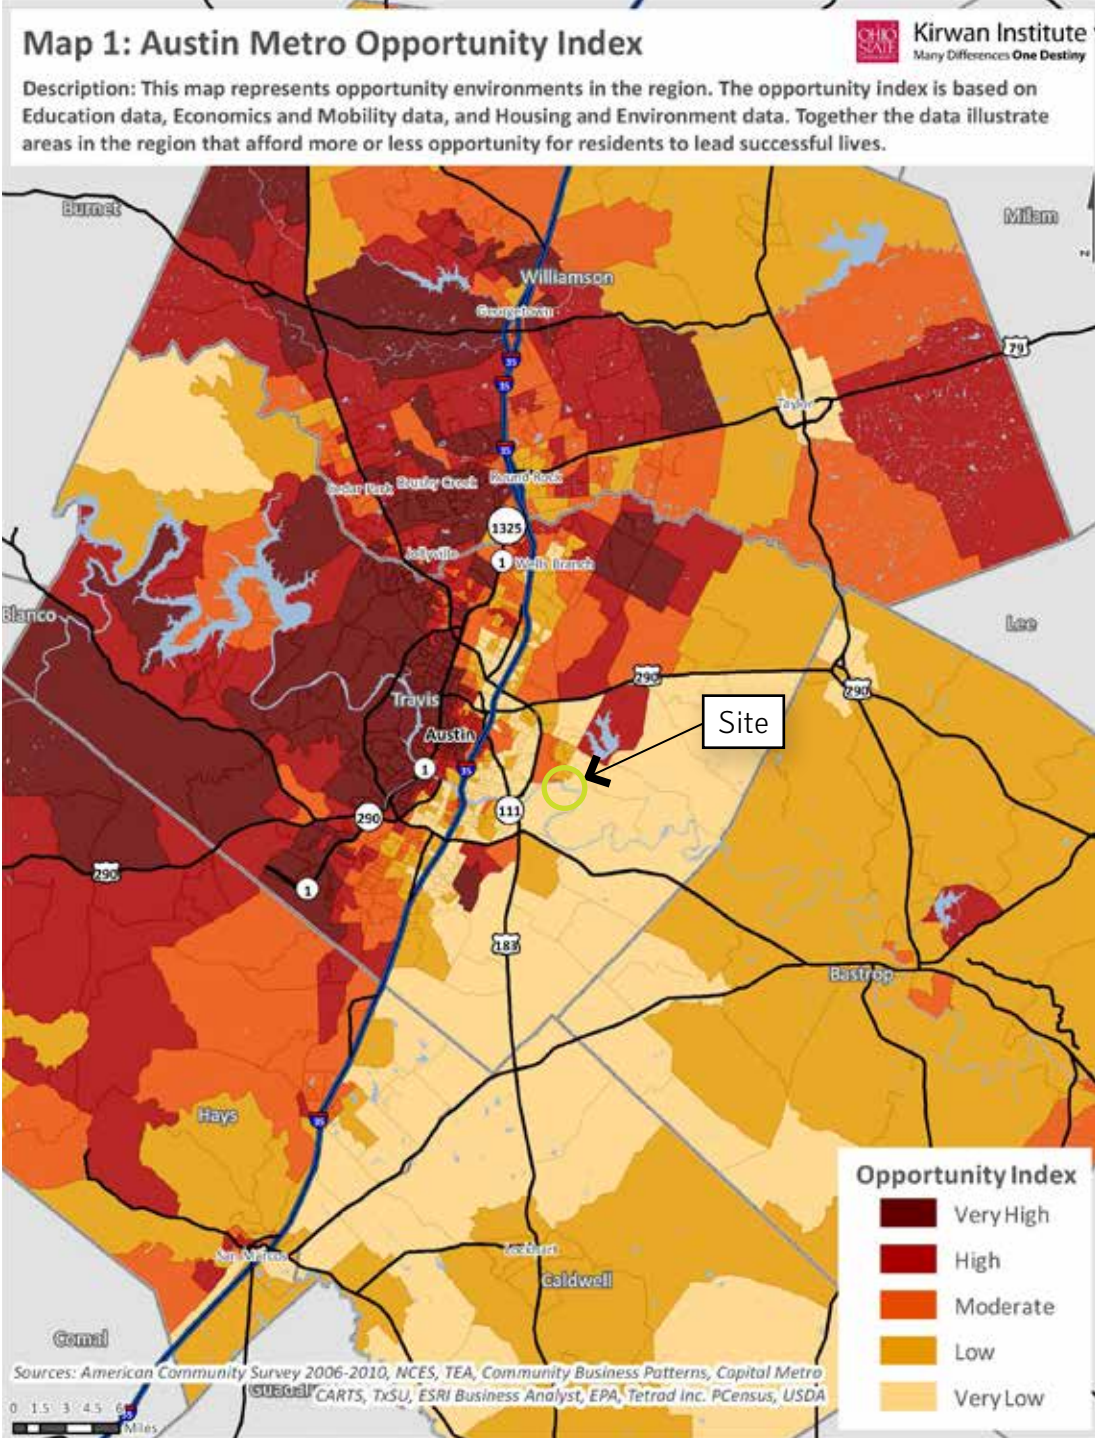 Map 1: Austin Metro Opportunity Index
OHIO
STATE
Kirwan Institute
Many Differences One Destiny
Description: This map represents opportunity environments in the region. The opportunity index is based on
Education data, Economics and Mobility data, and Housing and Environment data. Together the data illustrate
areas in the region that afford more or less opportunity for residents to lead successful lives.
Burnet
Milam
N
Williamson
Georgetown
35
79
35
Taylor
35
Round Rock
Cedar Park
Brushy Creek
1325
Jollyville
1
Wells Branch
Blanco
Lee
290
290
Travis
Site
Austin
1
35
111
290
290
1
183
Bastrop
Hays
35
Opportunity Index
Very High
High
Moderate
Low
Very Low
San Marcos
Lockhart
Caldwell
Comal
Sources: American Community Survey 2006-2010, NCES, TEA, Community Business Patterns, Capital Metro
Guadal
CARTS, TxSU, ESRI Business Analyst, EPA, Tetrad Inc. PCensus, USDA
0 1.5 3 4.5 6
35
Miles